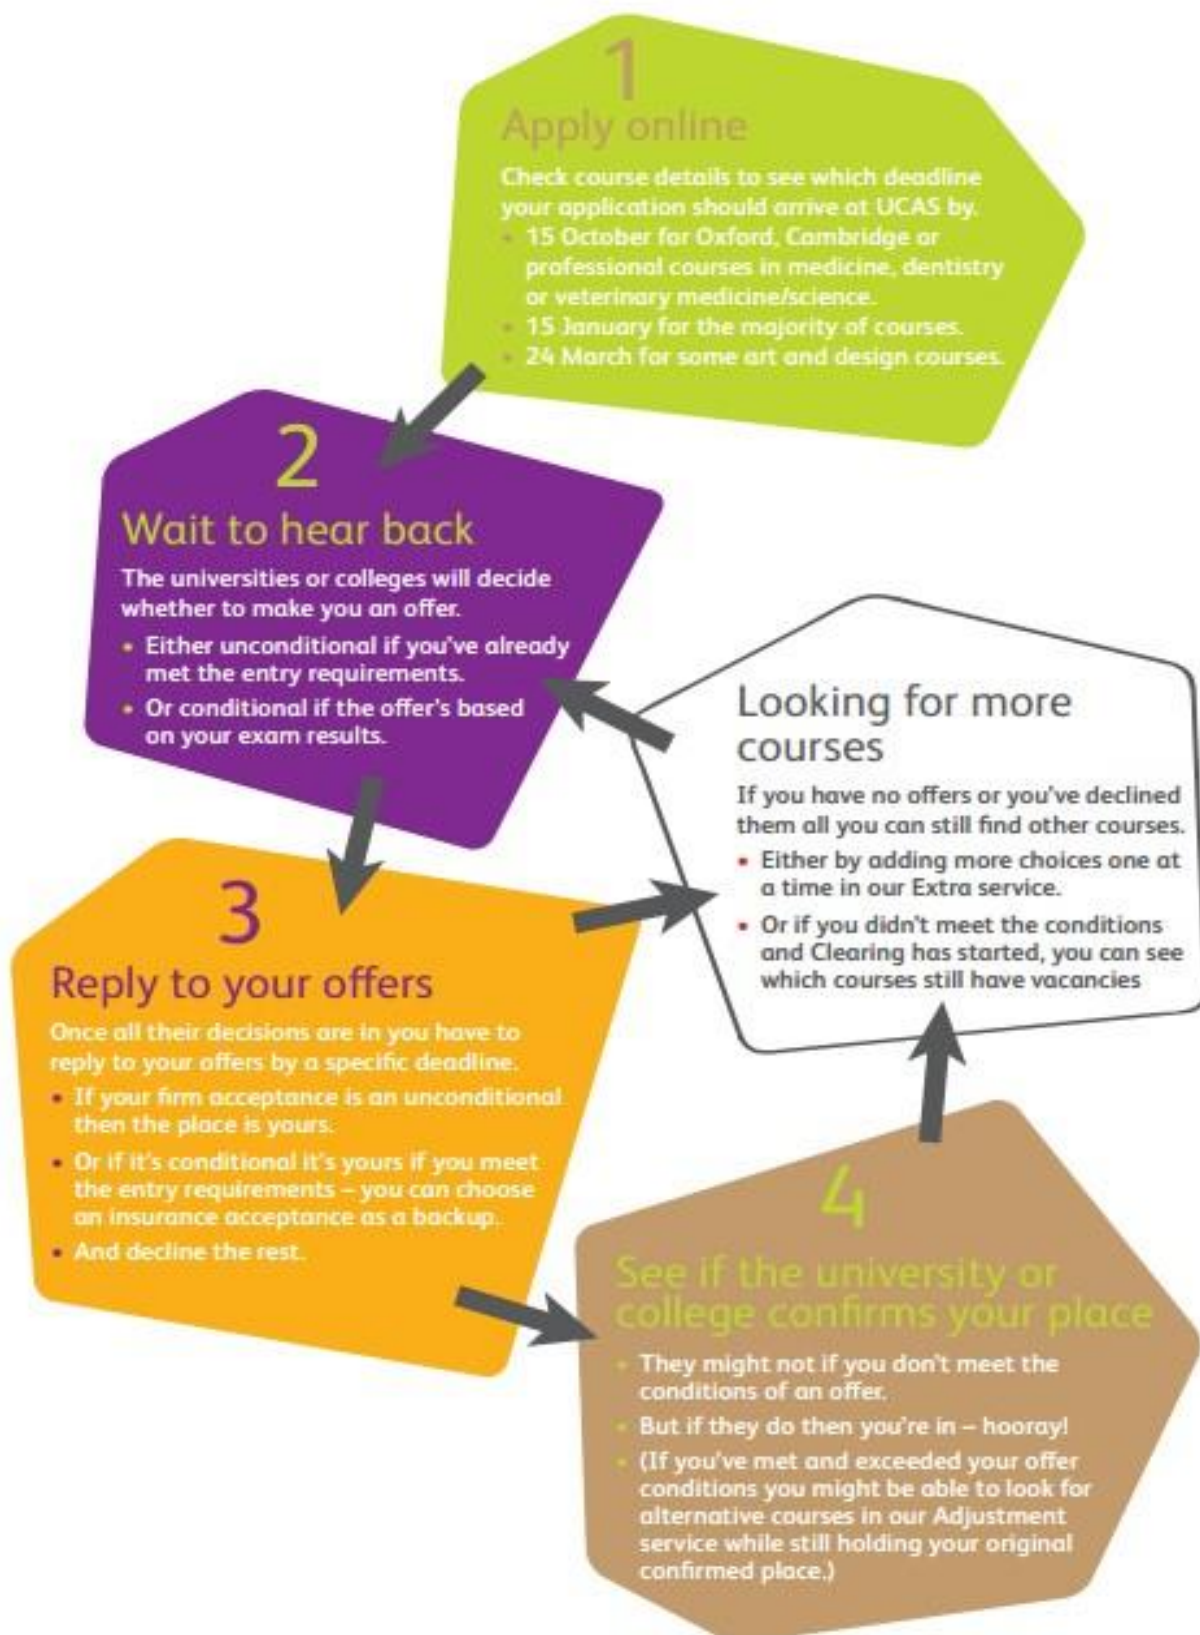 1
Apply online
Check course details to see which deadline
your application should arrive at UCAS by.
• 15 October for Oxford, Cambridge or
professional courses in medicine, dentistry
or veterinary medicine/science.
• 15 January for the majority of courses.
• 24 March for some art and design courses.
2
Wait to hear back
The universities or colleges will decide
whether to make you an offer.
• Either unconditional if you've already
met the entry requirements.
• Or conditional if the offer's based
on your exam results.
Looking for more
courses
If you have no offers or you've declined
them all you can still find other courses.
• Either by adding more choices one at
a time in our Extra service.
• Or if you didn't meet the conditions
and Clearing has started, you can see
which courses still have vacancies
3
Reply to your offers
Once all their decisions are in you have to
reply to your offers by a specific deadline.
• If your firm acceptance is an unconditional
then the place is yours.
• Or if it's conditional it's yours if you meet
the entry requirements – you can choose
an insurance acceptance as a backup.
• And decline the rest.
4
See if the university or
college confirms your place
• They might not if you don't meet the
conditions of an offer.
• But if they do then you're in – hooray!
• (If you've met and exceeded your offer
conditions you might be able to look for
alternative courses in our Adjustment
service while still holding your original
confirmed place.)